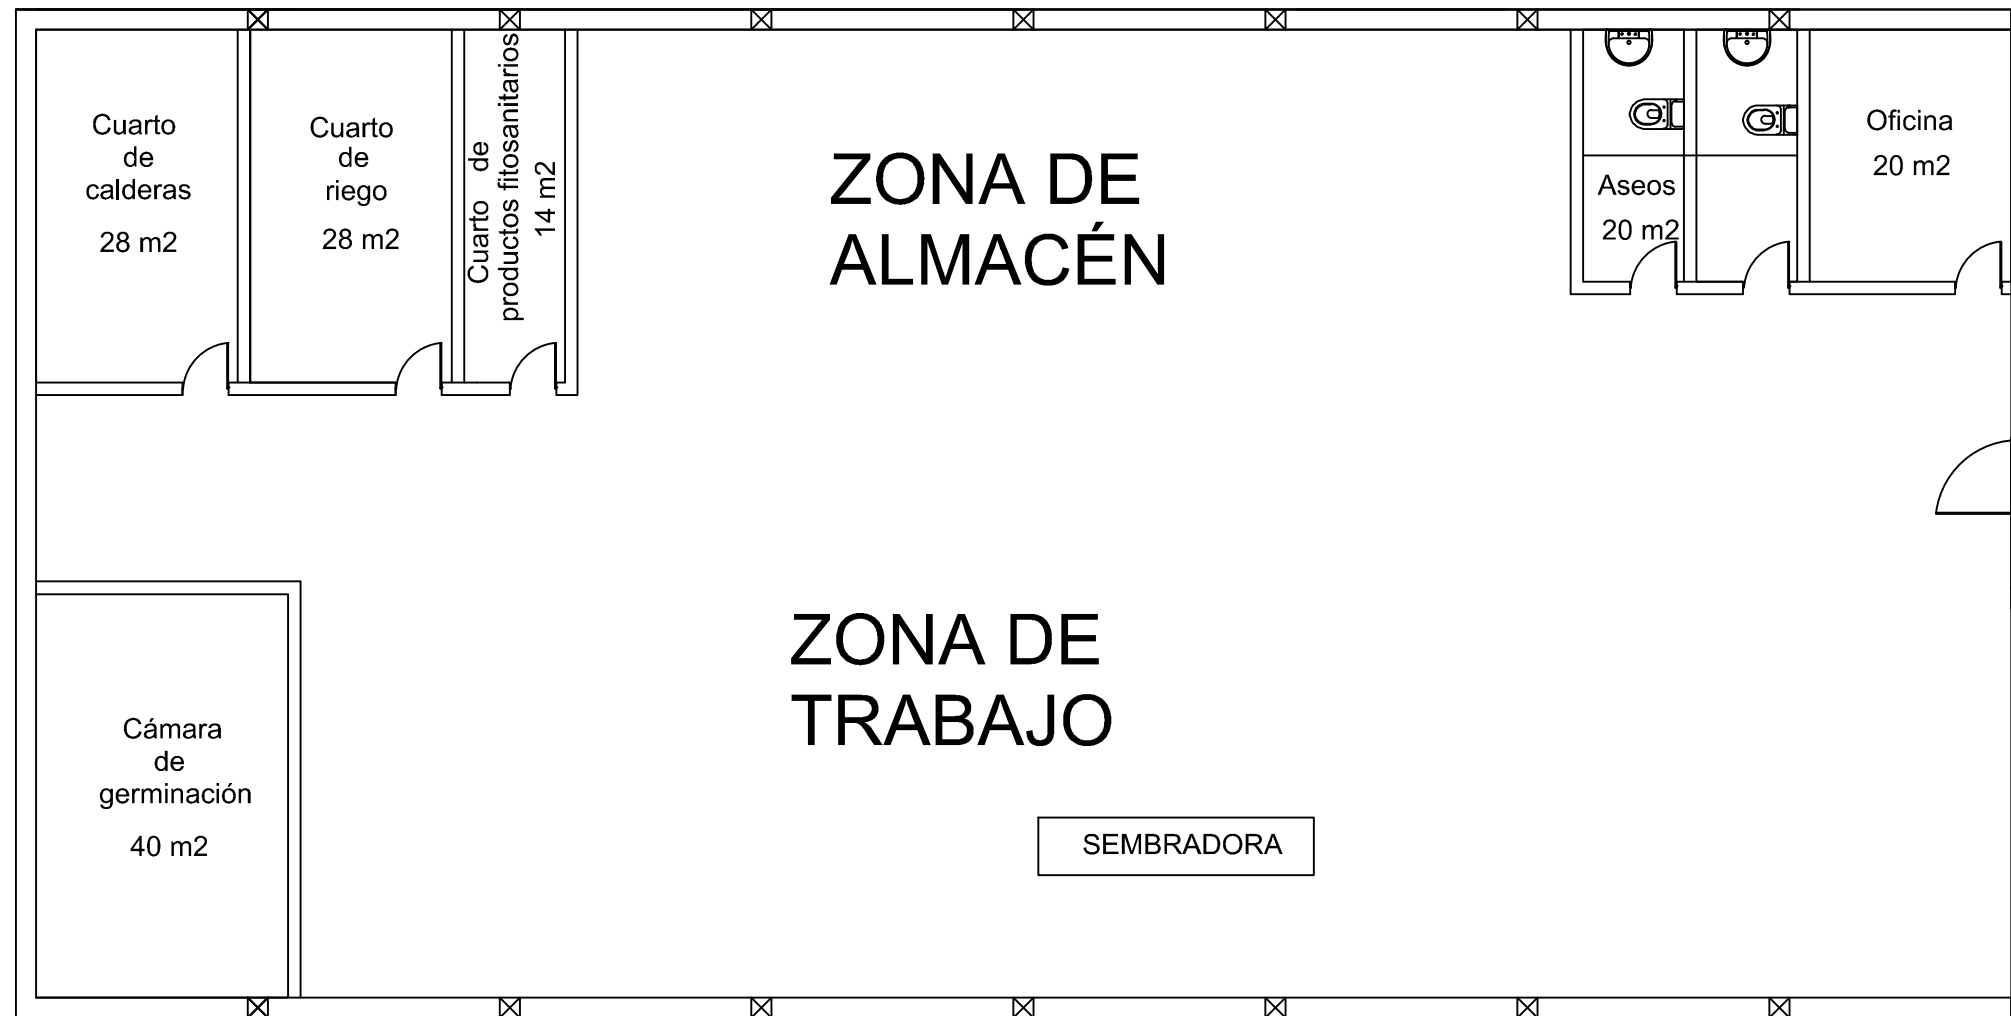 Cuarto
de
calderas
28 m2
Cuarto
de
riego
28 m2
Cuarto de
productos fitosanitarios
14 m2
ZONA DE
ALMACÉN
Aseos
20 m2
Oficina
20 m2
ZONA DE
TRABAJO
Cámara
de
germinación
40 m2
SEMBRADORA